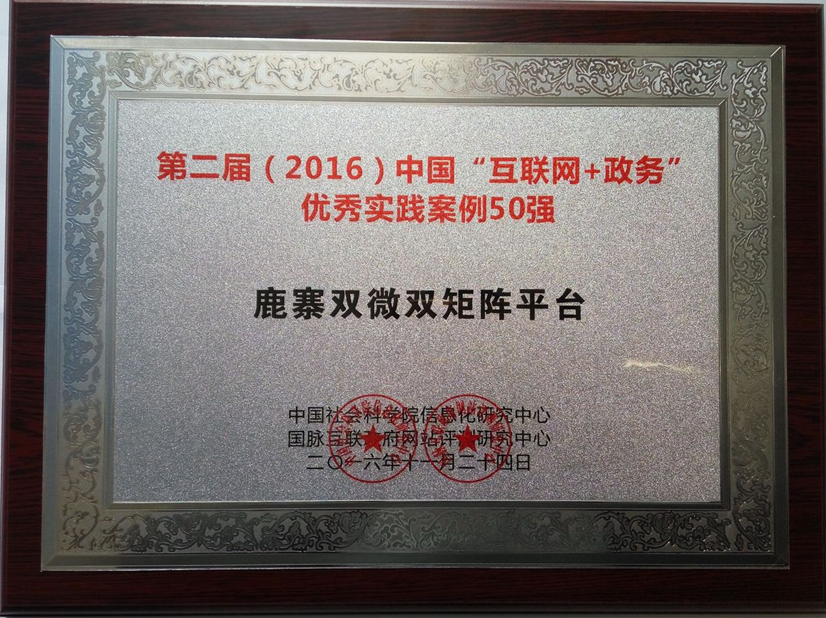 第二届（2016）中国“互联网+政务”
优秀实践案例50强
鹿寨双微双矩阵平台
中国社会科学院信息化研究中心
国脉互联政府网站评测研究中心
二〇一六年十一月二十四日